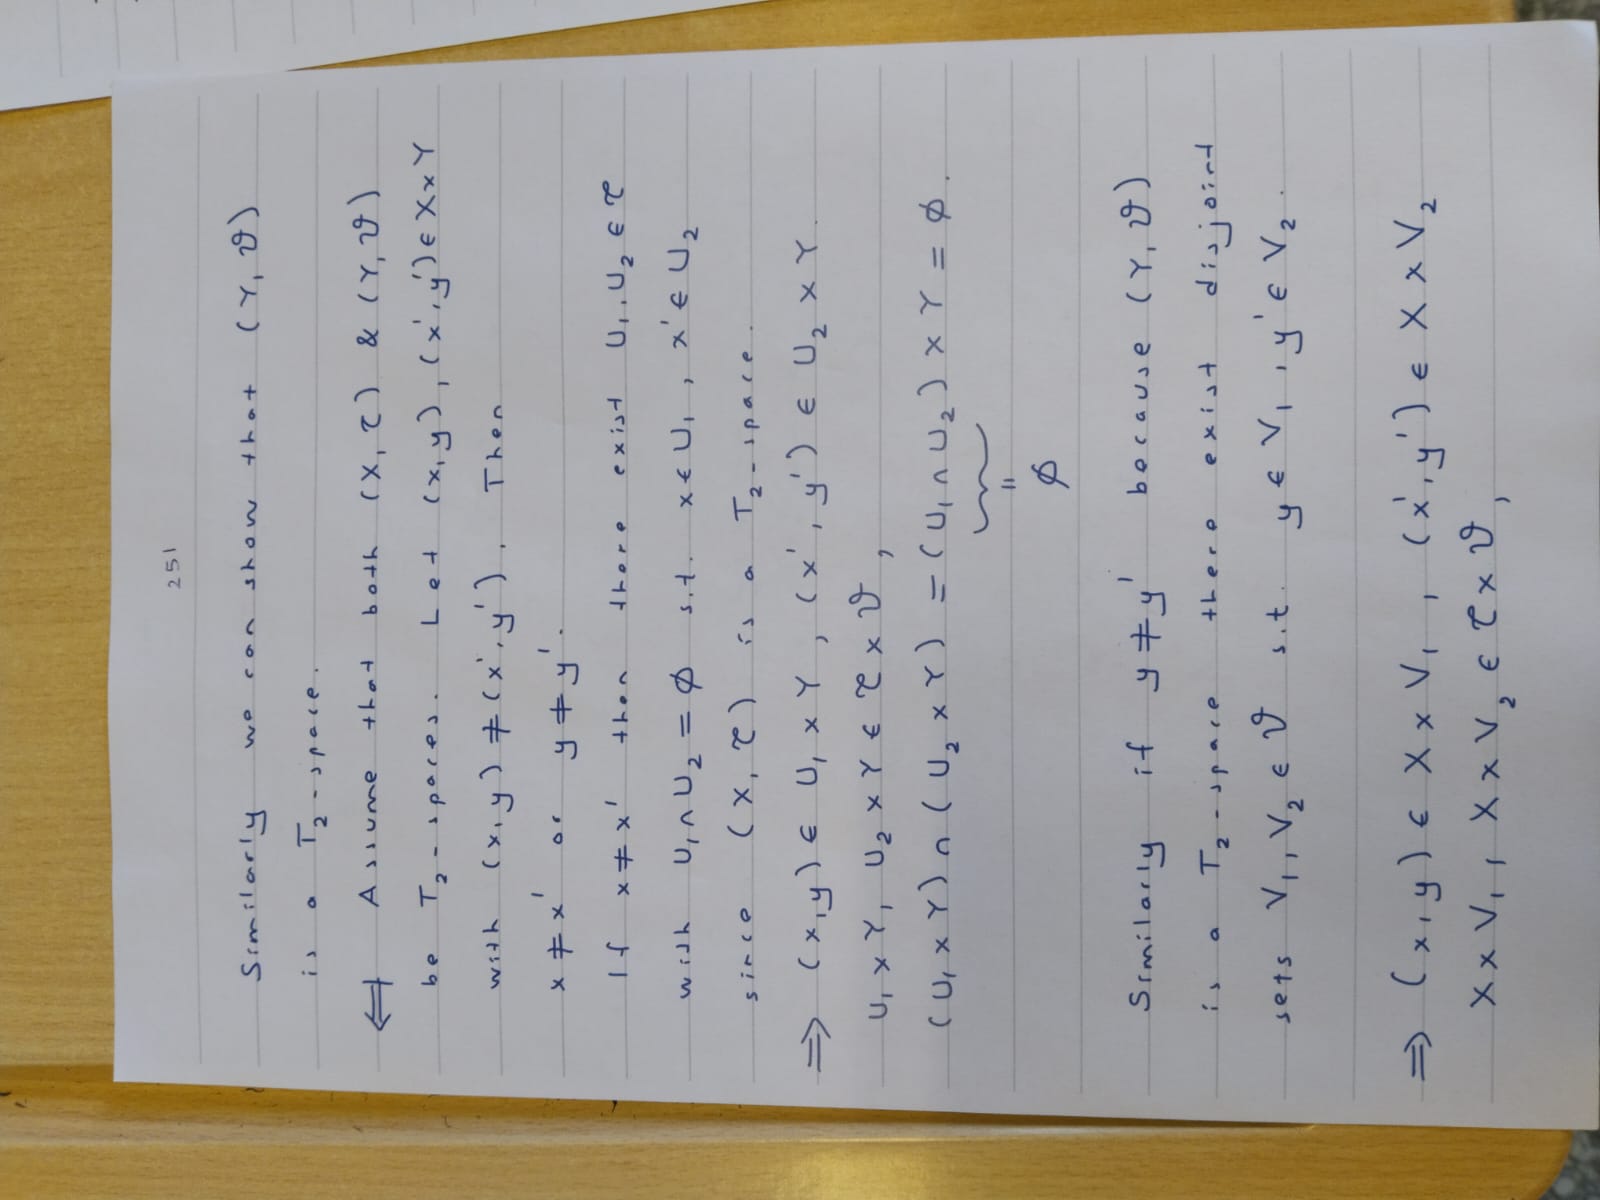 251
Similarly we can show that (Y, ϑ)
is a T₂-space.
⇐ Assume that both (X, τ) & (Y, ϑ)
be T₂-spaces. Let (x,y), (x',y') ∈ X×Y
with (x,y) ≠ (x',y'). Then
x ≠ x' or y ≠ y'.
If x ≠ x' then there exist U₁, U₂ ∈ τ
with U₁∩U₂ = ∅ s.t. x ∈ U₁, x' ∈ U₂
since (X, τ) is a T₂-space.
⇒ (x,y) ∈ U₁×Y, (x',y') ∈ U₂×Y.
U₁×Y, U₂×Y ∈ τ×ϑ,
(U₁×Y)∩(U₂×Y) = (U₁∩U₂)×Y = ∅.
=
∅
Similarly if y ≠ y' because (Y, ϑ)
is a T₂-space there exist disjoint
sets V₁, V₂ ∈ ϑ s.t. y ∈ V₁, y' ∈ V₂.
⇒ (x,y) ∈ X×V₁, (x',y') ∈ X×V₂
X×V₁, X×V₂ ∈ τ×ϑ,